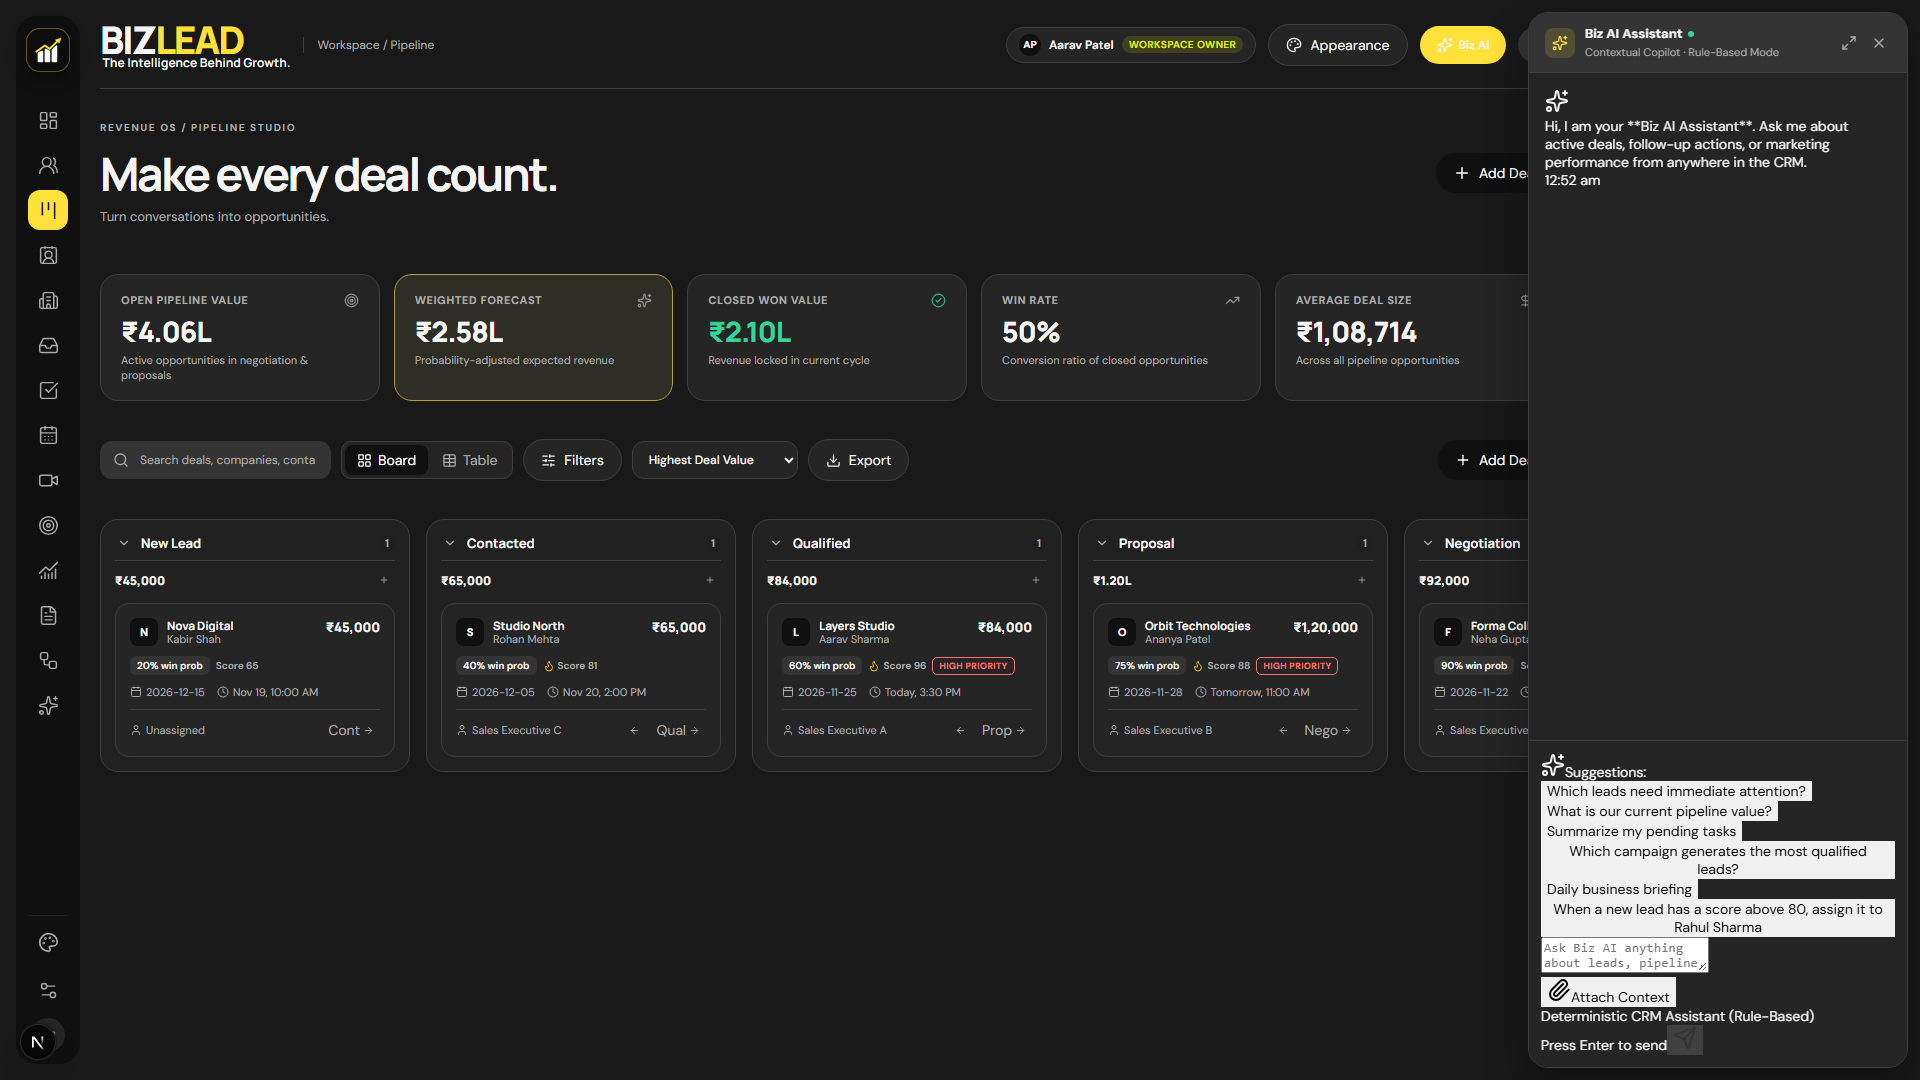 BIZLEAD
The Intelligence Behind Growth.
Workspace / Pipeline
AP Aarav Patel WORKSPACE OWNER
Appearance
Biz AI
REVENUE OS / PIPELINE STUDIO
Make every deal count.
Turn conversations into opportunities.
+ Add Dea
OPEN PIPELINE VALUE
₹4.06L
Active opportunities in negotiation &
proposals
WEIGHTED FORECAST
₹2.58L
Probability-adjusted expected revenue
CLOSED WON VALUE
₹2.10L
Revenue locked in current cycle
WIN RATE
50%
Conversion ratio of closed opportunities
AVERAGE DEAL SIZE
₹1,08,714
Across all pipeline opportunities
Search deals, companies, conta
Board
Table
Filters
Highest Deal Value
Export
+ Add Dea
New Lead 1
₹45,000 +
N Nova Digital ₹45,000
Kabir Shah
20% win prob Score 65
2026-12-15 Nov 19, 10:00 AM
Unassigned Cont →
Contacted 1
₹65,000 +
S Studio North ₹65,000
Rohan Mehta
40% win prob Score 81
2026-12-05 Nov 20, 2:00 PM
Sales Executive C ← Qual →
Qualified 1
₹84,000 +
L Layers Studio ₹84,000
Aarav Sharma
60% win prob Score 96 HIGH PRIORITY
2026-11-25 Today, 3:30 PM
Sales Executive A ← Prop →
Proposal 1
₹1.20L +
O Orbit Technologies ₹1,20,000
Ananya Patel
75% win prob Score 88 HIGH PRIORITY
2026-11-28 Tomorrow, 11:00 AM
Sales Executive B ← Nego →
Negotiation
₹92,000
F Forma Coll
Neha Gupta
90% win prob Sc
2026-11-22
Sales Executive
N
Biz AI Assistant
Contextual Copilot · Rule-Based Mode
Hi, I am your **Biz AI Assistant**. Ask me about
active deals, follow-up actions, or marketing
performance from anywhere in the CRM.
12:52 am
Suggestions:
Which leads need immediate attention?
What is our current pipeline value?
Summarize my pending tasks
Which campaign generates the most qualified
leads?
Daily business briefing
When a new lead has a score above 80, assign it to
Rahul Sharma
Ask Biz AI anything
about leads, pipeline,
Attach Context
Deterministic CRM Assistant (Rule-Based)
Press Enter to send